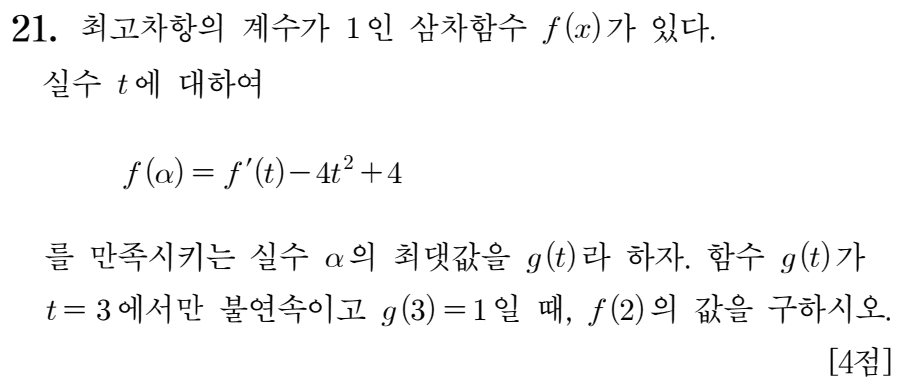 21. 최고차항의 계수가 1인 삼차함수 f(x)가 있다.
실수 t에 대하여
f(α) = f′(t) − 4t² + 4
를 만족시키는 실수 α의 최댓값을 g(t)라 하자. 함수 g(t)가
t = 3에서만 불연속이고 g(3) = 1일 때, f(2)의 값을 구하시오.
[4점]